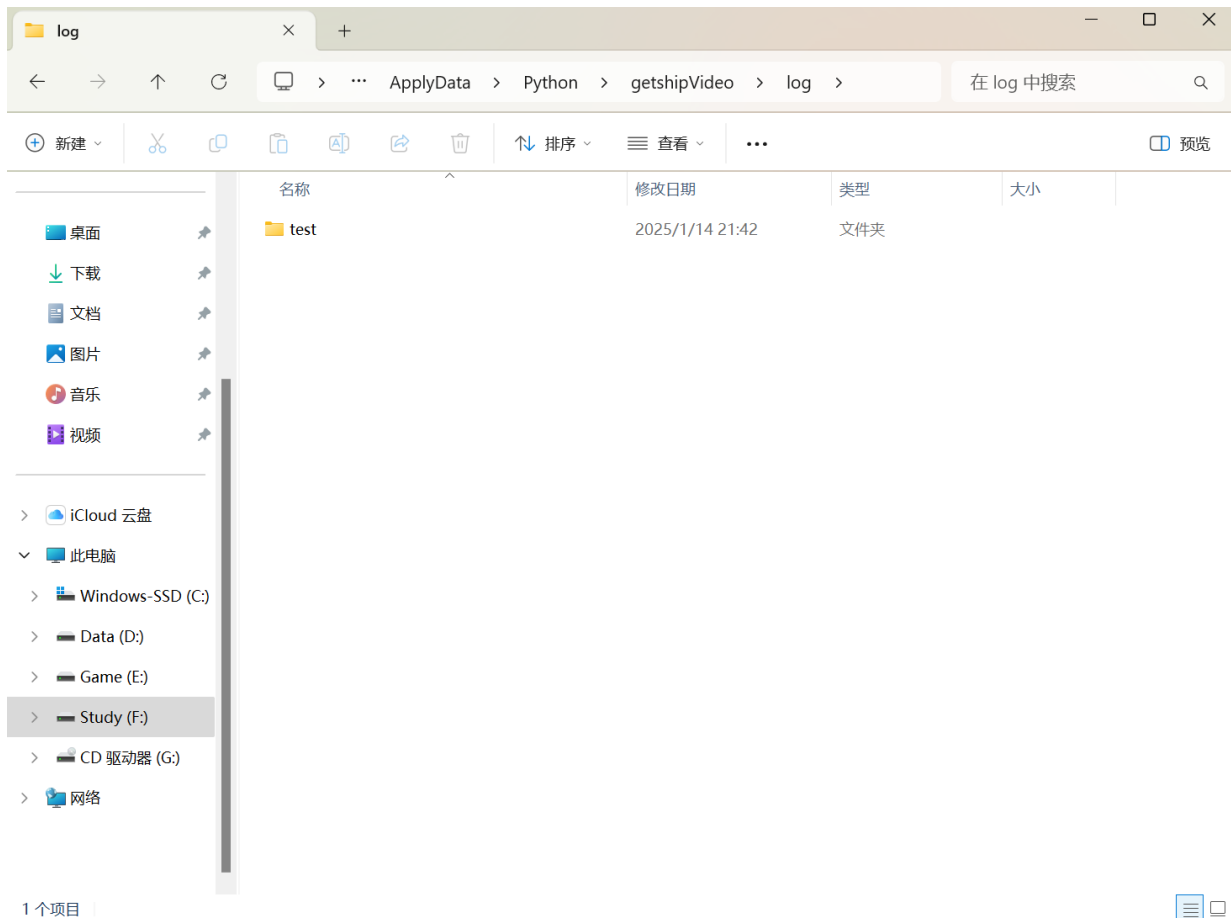 log
ApplyData > Python > getshipVideo > log >
在 log 中搜索
新建
排序
查看
预览
名称 修改日期 类型 大小
test 2025/1/14 21:42 文件夹
桌面
下载
文档
图片
音乐
视频
iCloud 云盘
此电脑
Windows-SSD (C:)
Data (D:)
Game (E:)
Study (F:)
CD 驱动器 (G:)
网络
1 个项目